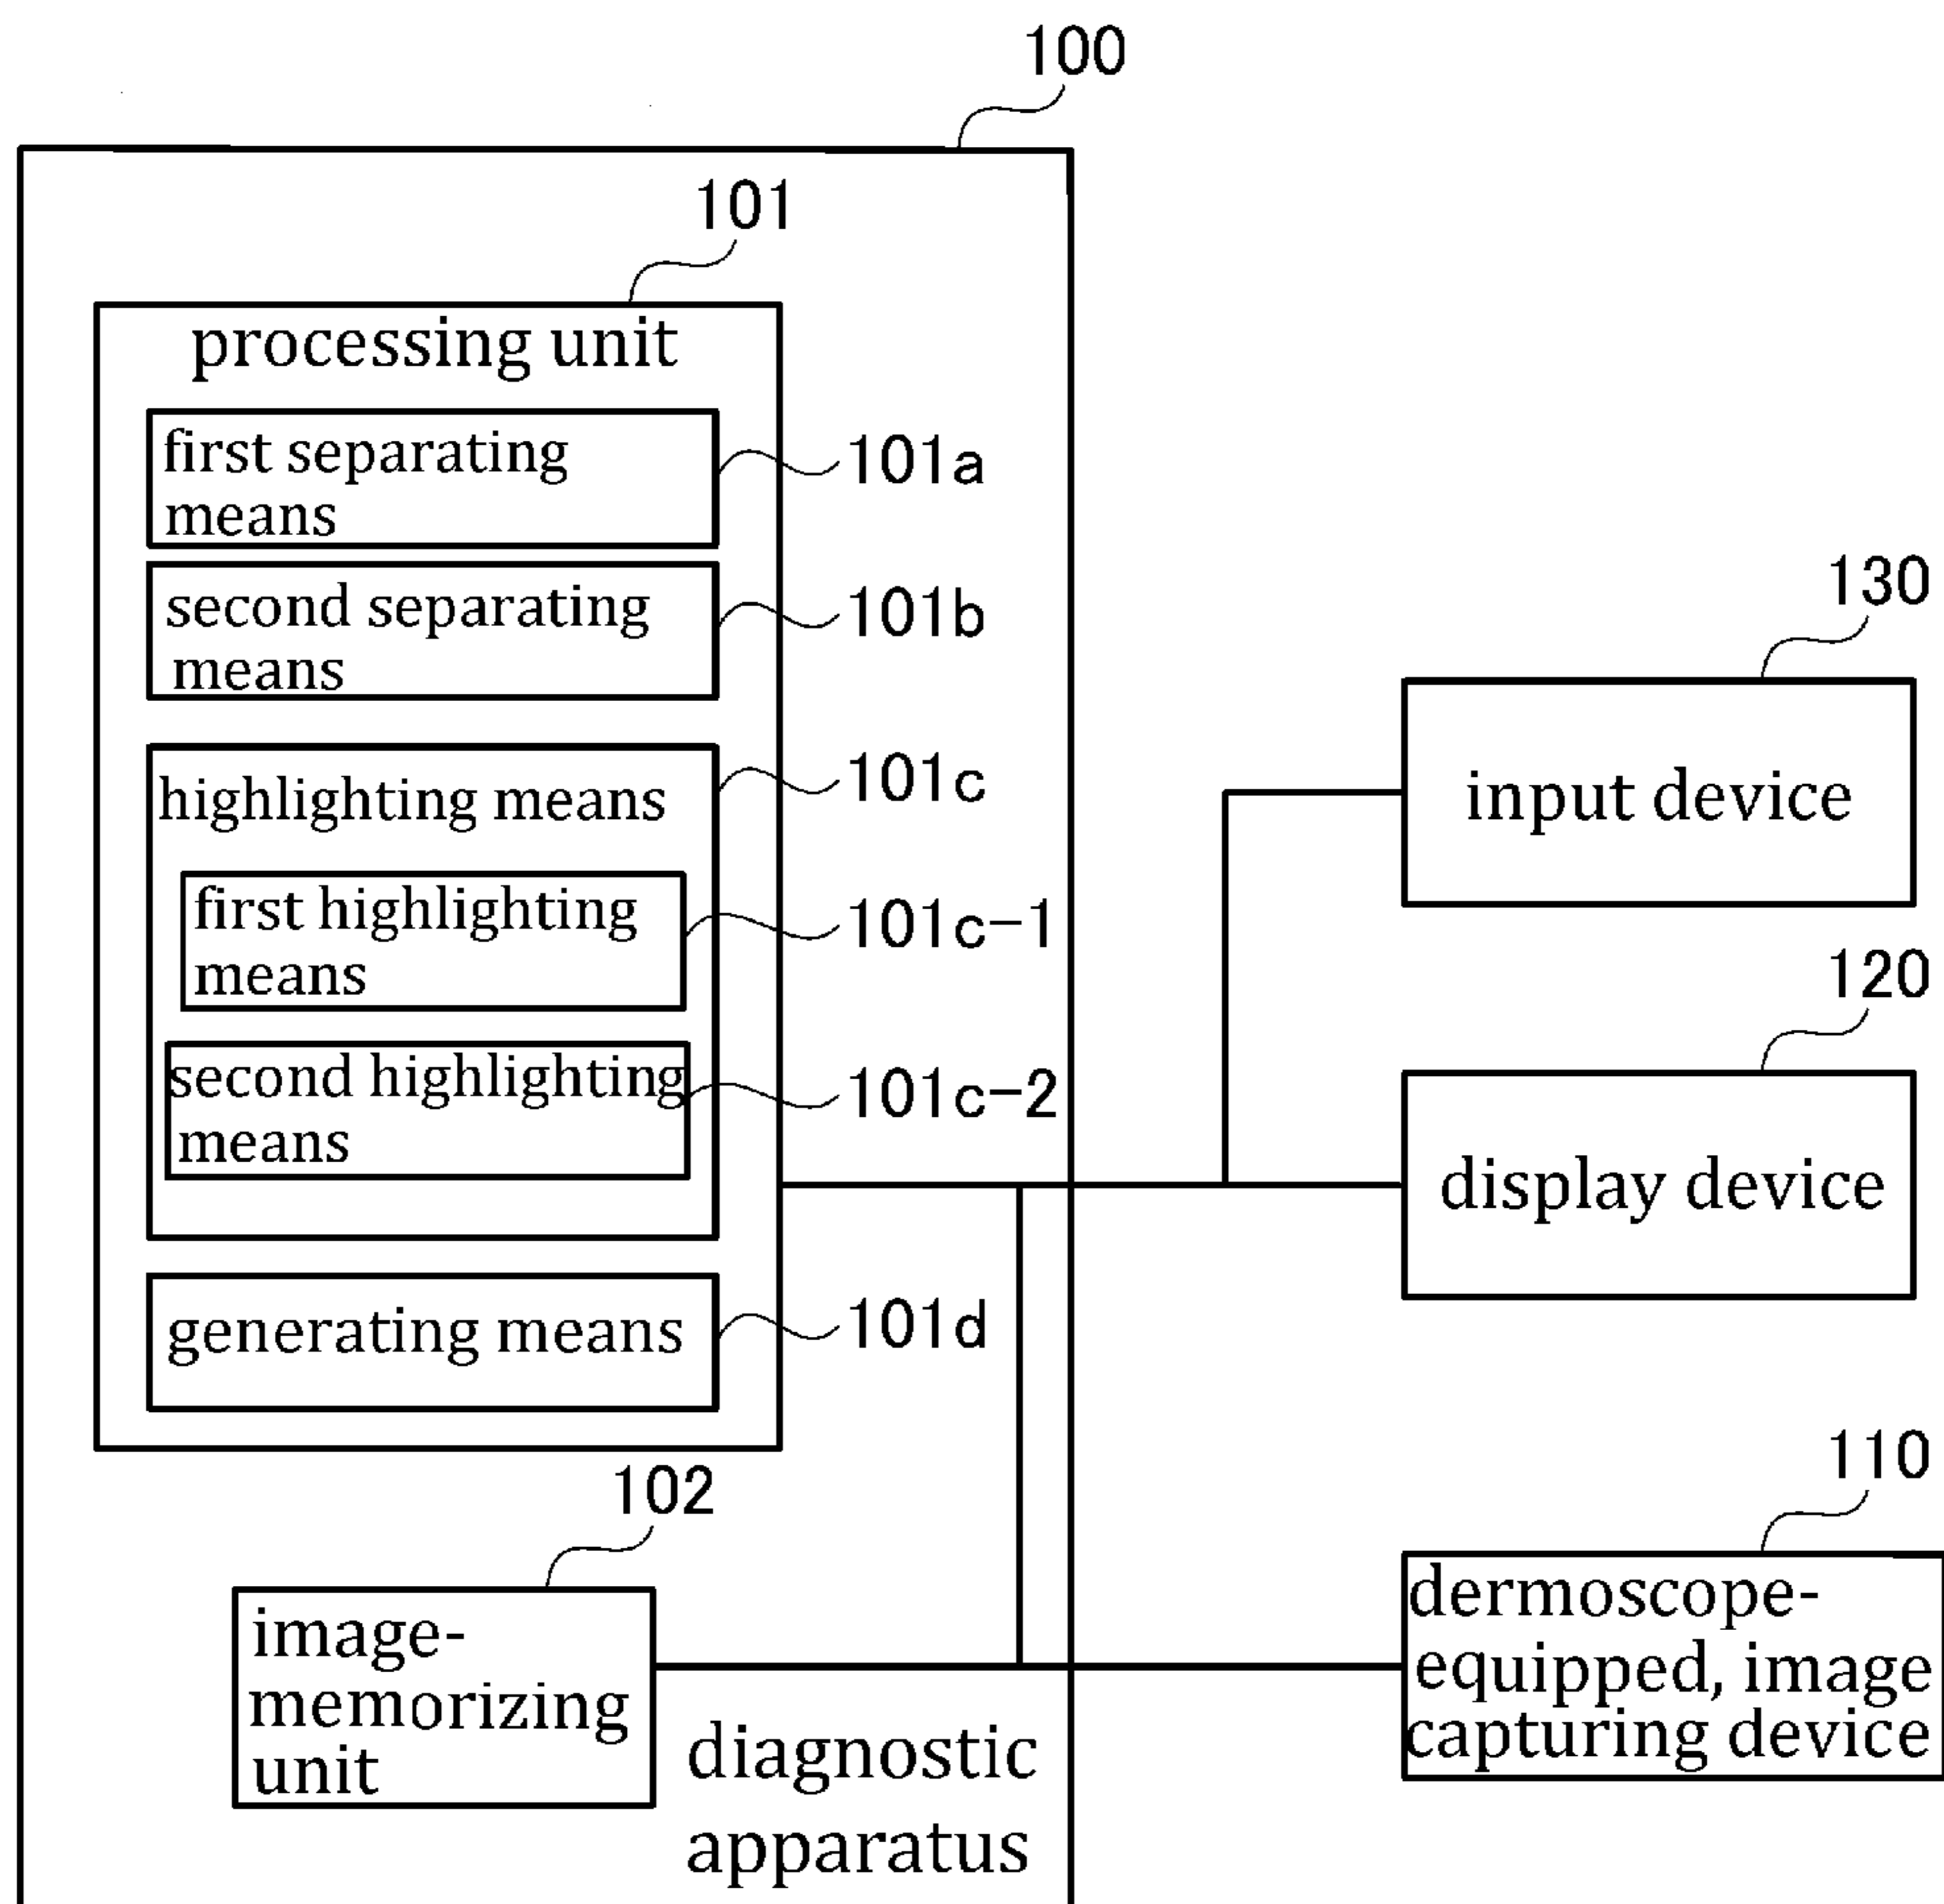 100
101
processing unit
first separating
means
101a
second separating
means
101b
highlighting means
101c
first highlighting
means
101c-1
second highlighting
means
101c-2
generating means
101d
102
image-
memorizing
unit
diagnostic
apparatus
130
input device
120
display device
110
dermoscope-
equipped, image
capturing device